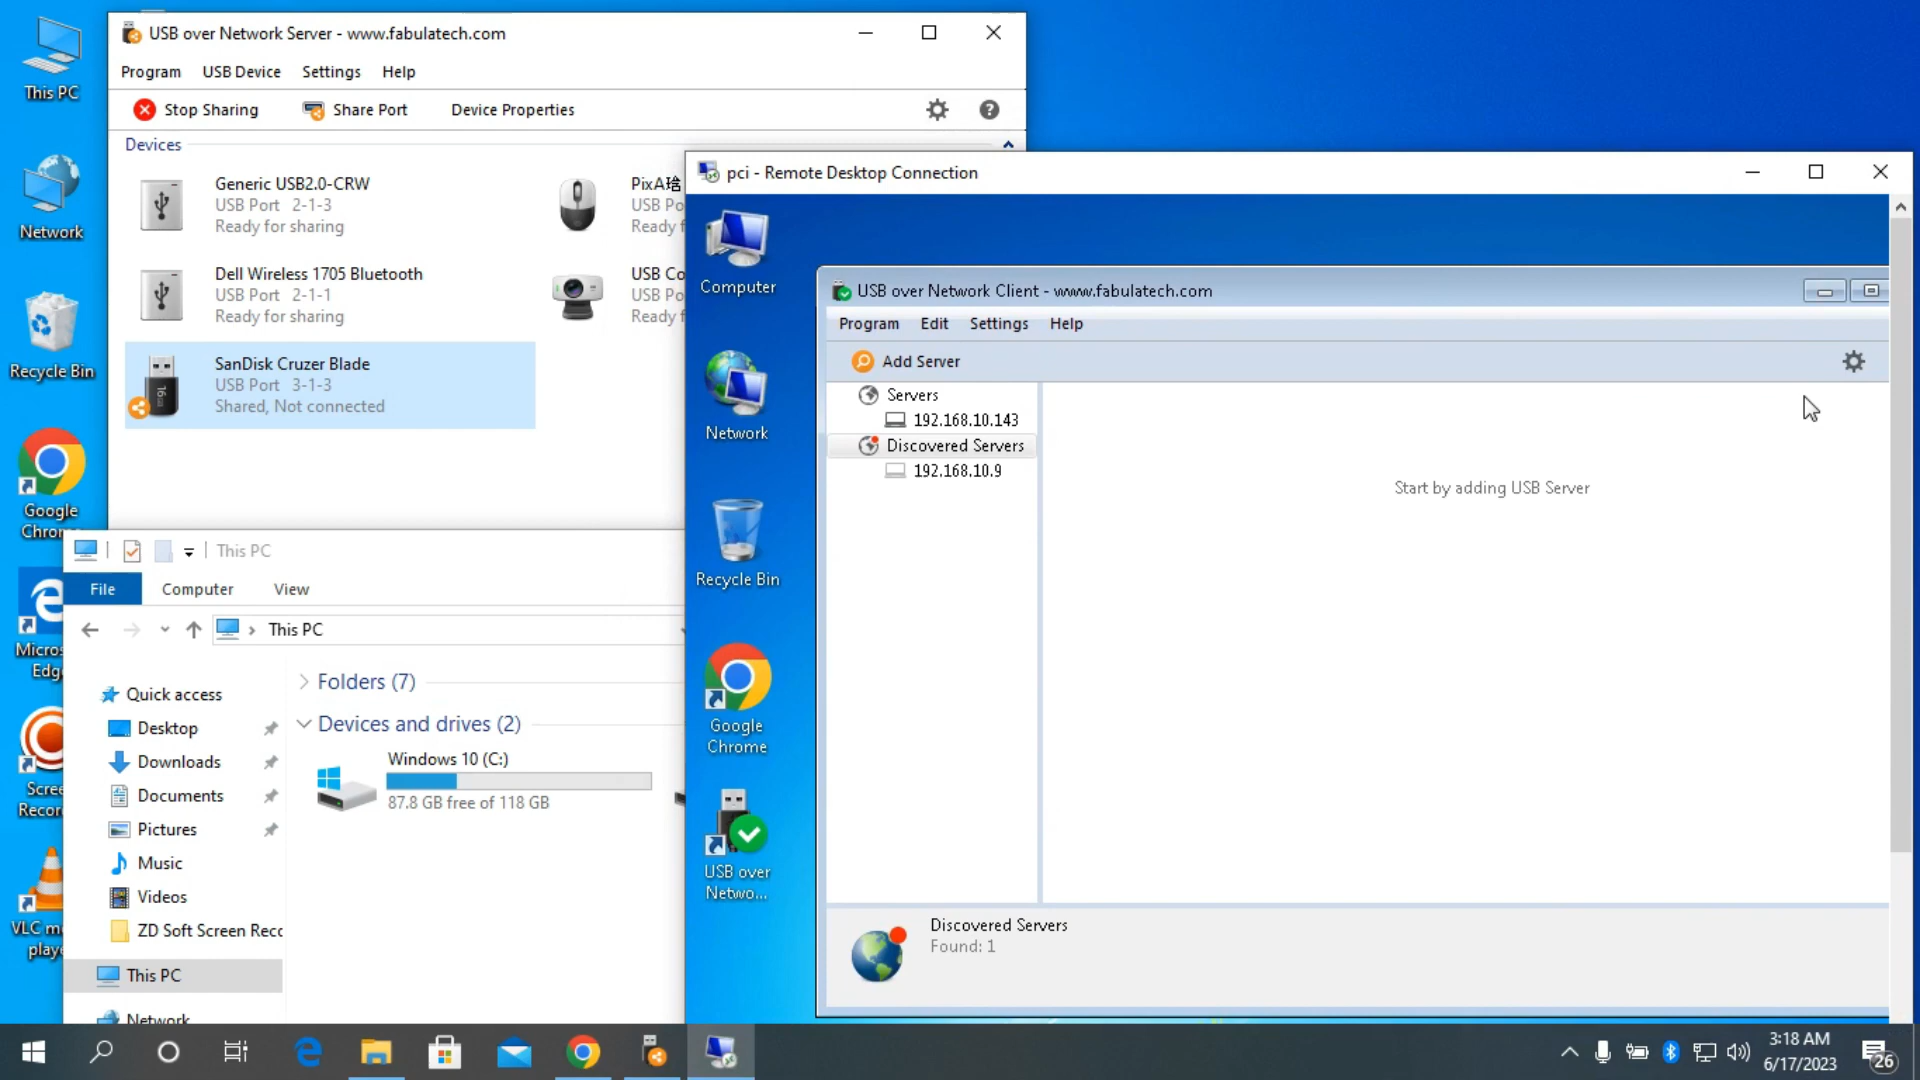 This PC
Network
Recycle Bin
Google
Chro
Micros
Edg
Scre
Recor
VLC m
playe
USB over Network Server - www.fabulatech.com
Program USB Device Settings Help
Stop Sharing Share Port Device Properties
Devices
Generic USB2.0-CRW
USB Port 2-1-3
Ready for sharing
PixA
USB Po
Ready f
Dell Wireless 1705 Bluetooth
USB Port 2-1-1
Ready for sharing
USB Co
USB Po
Ready f
SanDisk Cruzer Blade
USB Port 3-1-3
Shared, Not connected
This PC
File Computer View
This PC
Quick access
Desktop
Downloads
Documents
Pictures
Music
Videos
ZD Soft Screen Recc
This PC
Network
Folders (7)
Devices and drives (2)
Windows 10 (C:)
87.8 GB free of 118 GB
pci - Remote Desktop Connection
Computer
Network
Recycle Bin
Google
Chrome
USB over
Netwo...
USB over Network Client - www.fabulatech.com
Program Edit Settings Help
Add Server
Servers
192.168.10.143
Discovered Servers
192.168.10.9
Start by adding USB Server
Discovered Servers
Found: 1
3:18 AM
6/17/2023
26